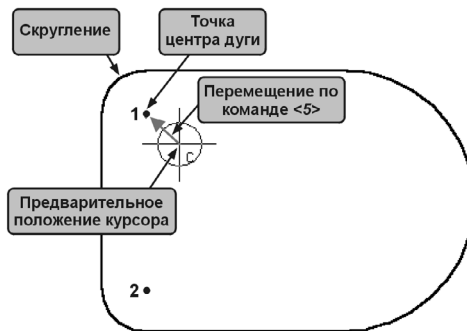 Скругление
Точка
центра дуги
Перемещение по
команде <5>
1
С
Предварительное
положение курсора
2